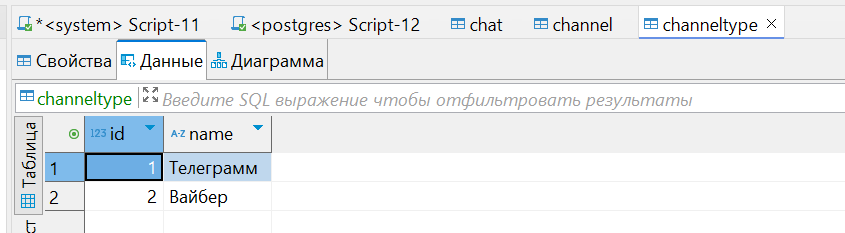 *<system> Script-11 <postgres> Script-12 chat channel channeltype
Свойства Данные Диаграмма
channeltype Введите SQL выражение чтобы отфильтровать результаты
Таблица
123 id A-Z name
1 1 Телеграмм
2 2 Вайбер